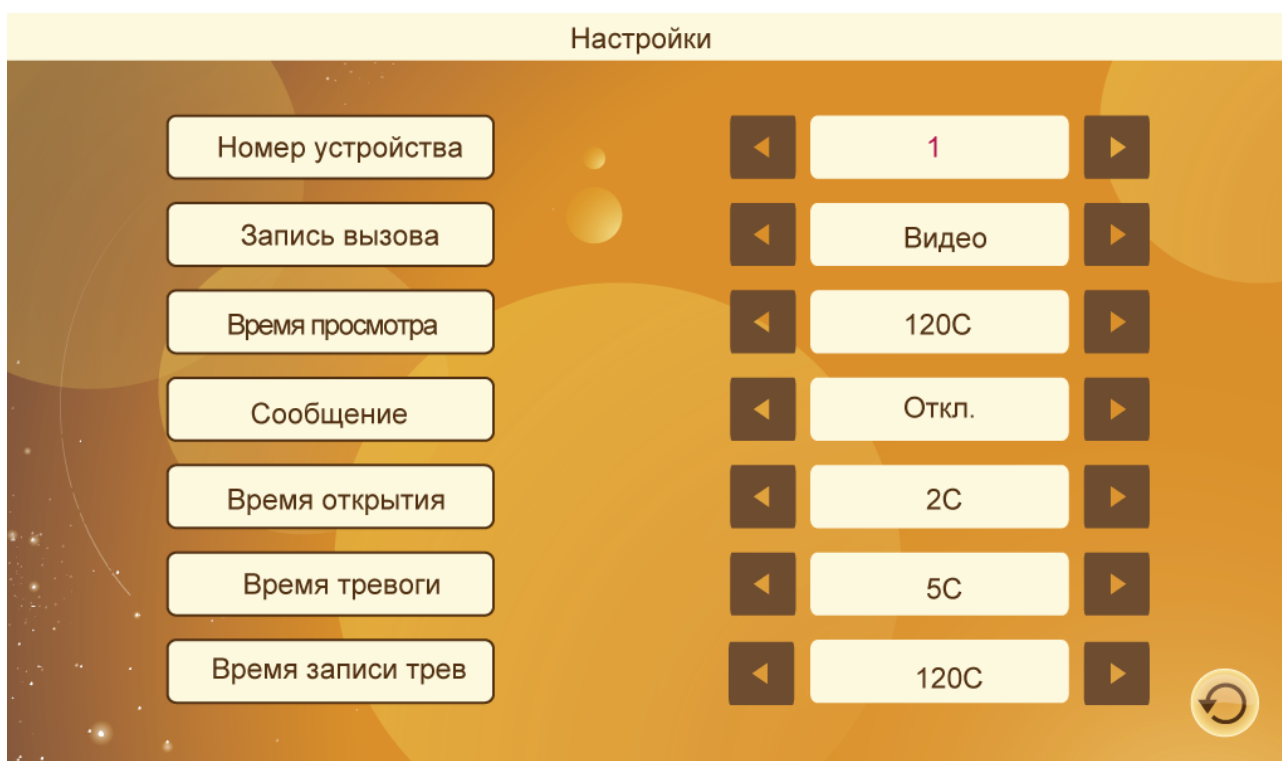 Настройки
Номер устройства
1
Запись вызова
Видео
Время просмотра
120С
Сообщение
Откл.
Время открытия
2С
Время тревоги
5С
Время записи трев
120С